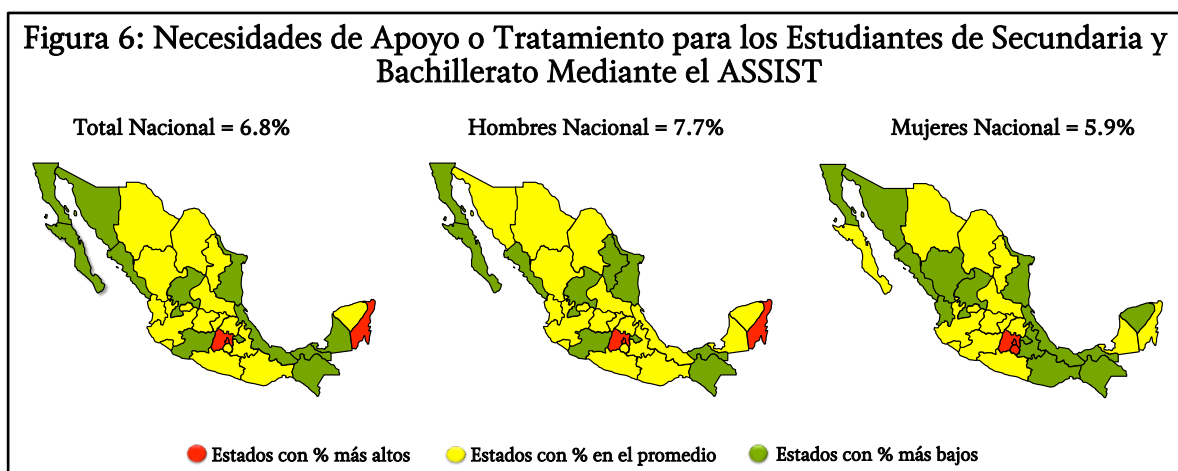 Figura 6: Necesidades de Apoyo o Tratamiento para los Estudiantes de Secundaria y
Bachillerato Mediante el ASSIST
Total Nacional = 6.8%
Hombres Nacional = 7.7%
Mujeres Nacional = 5.9%
Estados con % más altos
Estados con % en el promedio
Estados con % más bajos